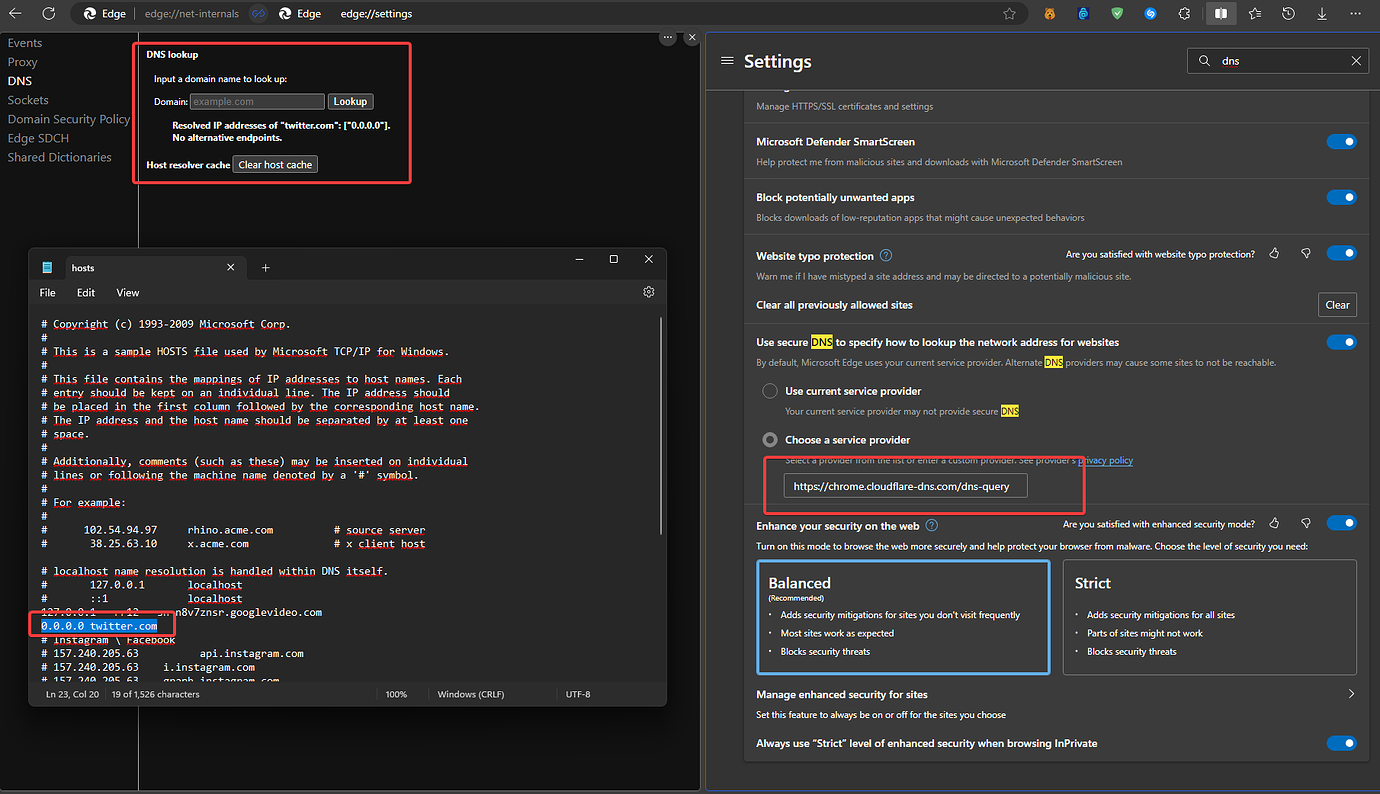 Edge
edge://net-internals
Edge
edge://settings
Events
Proxy
DNS
Sockets
Domain Security Policy
Edge SDCH
Shared Dictionaries
DNS lookup
Input a domain name to look up:
Domain: example.com Lookup
Resolved IP addresses of "twitter.com": ["0.0.0.0"].
No alternative endpoints.
Host resolver cache Clear host cache
hosts
File Edit View
# Copyright (c) 1993-2009 Microsoft Corp.
#
# This is a sample HOSTS file used by Microsoft TCP/IP for Windows.
#
# This file contains the mappings of IP addresses to host names. Each
# entry should be kept on an individual line. The IP address should
# be placed in the first column followed by the corresponding host name.
# The IP address and the host name should be separated by at least one
# space.
#
# Additionally, comments (such as these) may be inserted on individual
# lines or following the machine name denoted by a '#' symbol.
#
# For example:
#
# 102.54.94.97 rhino.acme.com # source server
# 38.25.63.10 x.acme.com # x client host
# localhost name resolution is handled within DNS itself.
# 127.0.0.1 localhost
# ::1 localhost
127.0.0.1
0.0.0.0 twitter.com
# Instagram \ Facebook
# 157.240.205.63 api.instagram.com
# 157.240.205.63 i.instagram.com
# 157.240.205.63 graph.instagram.com
Ln 23, Col 20 19 of 1,526 characters 100% Windows (CRLF) UTF-8
Settings
dns
Manage HTTPS/SSL certificates and settings
Microsoft Defender SmartScreen
Help protect me from malicious sites and downloads with Microsoft Defender SmartScreen
Block potentially unwanted apps
Blocks downloads of low-reputation apps that might cause unexpected behaviors
Website typo protection Are you satisfied with website typo protection?
Warn me if I have mistyped a site address and may be directed to a potentially malicious site.
Clear all previously allowed sites Clear
Use secure DNS to specify how to lookup the network address for websites
By default, Microsoft Edge uses your current service provider. Alternate DNS providers may cause some sites to not be reachable.
Use current service provider
Your current service provider may not provide secure DNS
Choose a service provider
Select a provider from the list or enter a custom provider. See provider's privacy policy
https://chrome.cloudflare-dns.com/dns-query
Enhance your security on the web Are you satisfied with enhanced security mode?
Turn on this mode to browse the web more securely and help protect your browser from malware. Choose the level of security you need:
Balanced
(Recommended)
Adds security mitigations for sites you don't visit frequently
Most sites work as expected
Blocks security threats
Strict
Adds security mitigations for all sites
Parts of sites might not work
Blocks security threats
Manage enhanced security for sites
Set this feature to always be on or off for the sites you choose
Always use "Strict" level of enhanced security when browsing InPrivate